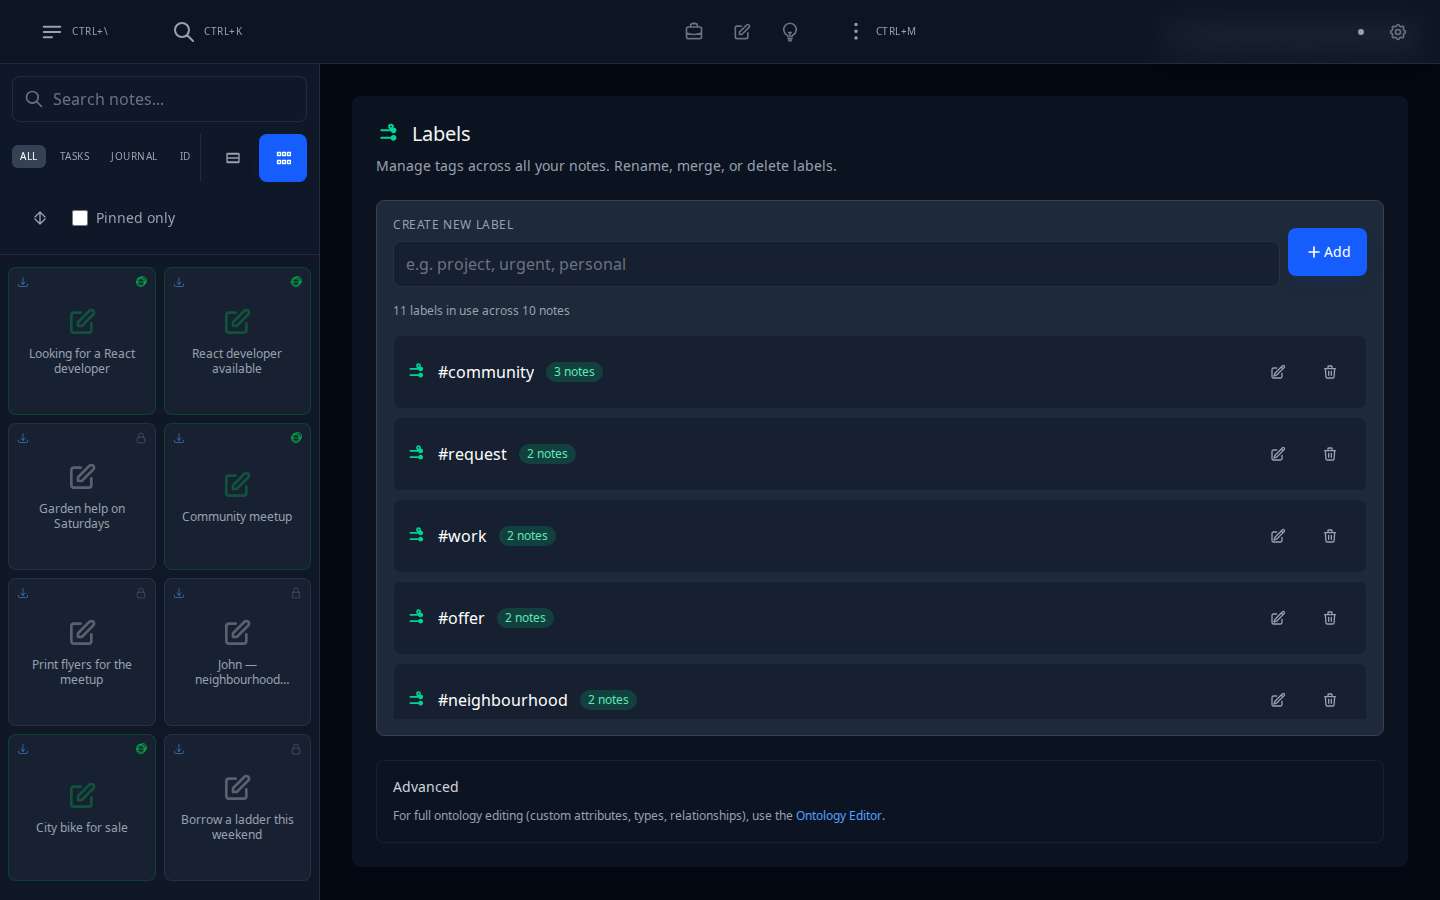 CTRL+\
CTRL+K
CTRL+M
Search notes...
ALL
TASKS
JOURNAL
ID
Pinned only
Looking for a React
developer
React developer
available
Garden help on
Saturdays
Community meetup
Print flyers for the
meetup
John —
neighbourhood...
City bike for sale
Borrow a ladder this
weekend
Labels
Manage tags across all your notes. Rename, merge, or delete labels.
CREATE NEW LABEL
e.g. project, urgent, personal
Add
11 labels in use across 10 notes
#community 3 notes
#request 2 notes
#work 2 notes
#offer 2 notes
#neighbourhood 2 notes
Advanced
For full ontology editing (custom attributes, types, relationships), use the Ontology Editor.